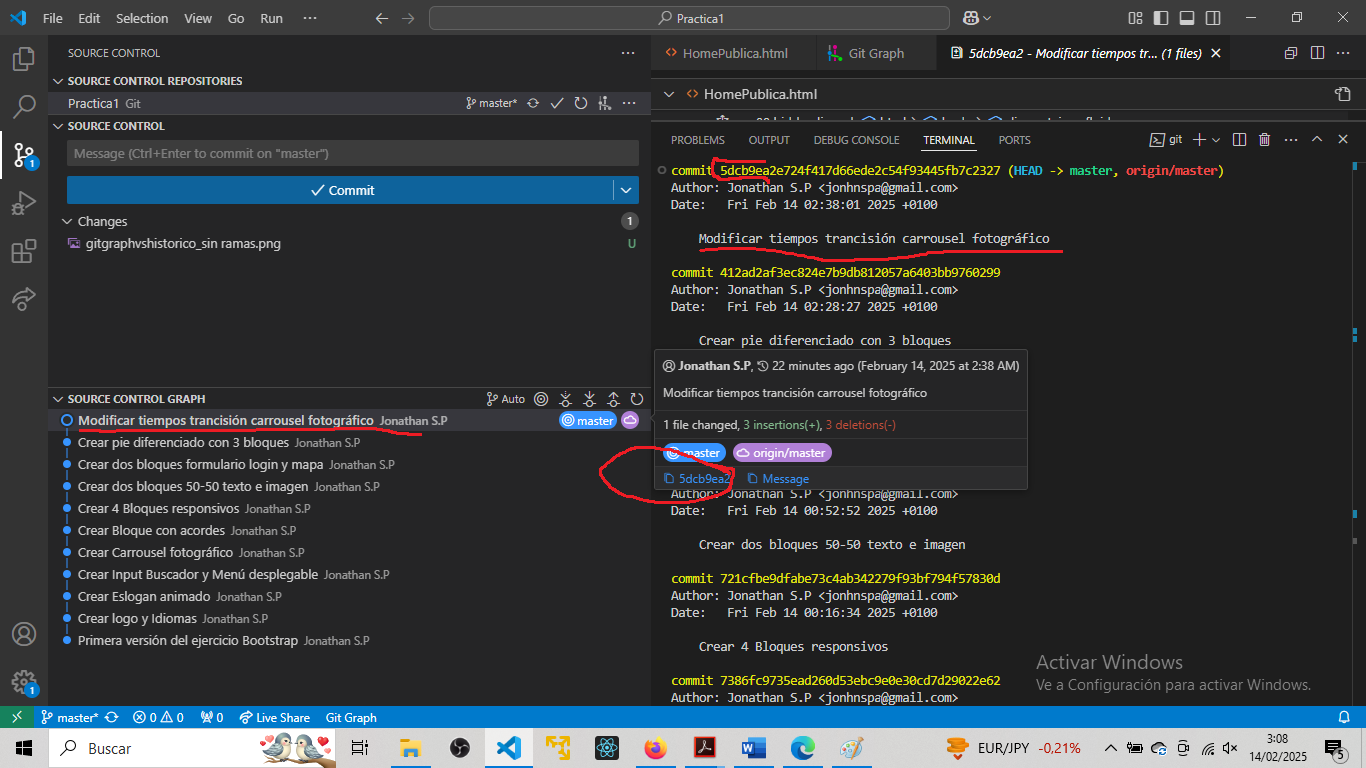 File Edit Selection View Go Run ··· Practica1
SOURCE CONTROL ···
SOURCE CONTROL REPOSITORIES
Practica1 Git master* ···
SOURCE CONTROL
Message (Ctrl+Enter to commit on "master")
Commit
Changes 1
gitgraphvshistorico_sin ramas.png U
SOURCE CONTROL GRAPH Auto
Modificar tiempos trancisión carrousel fotográfico Jonathan S.P master
Crear pie diferenciado con 3 bloques Jonathan S.P
Crear dos bloques formulario login y mapa Jonathan S.P
Crear dos bloques 50-50 texto e imagen Jonathan S.P
Crear 4 Bloques responsivos Jonathan S.P
Crear Bloque con acordes Jonathan S.P
Crear Carrousel fotográfico Jonathan S.P
Crear Input Buscador y Menú desplegable Jonathan S.P
Crear Eslogan animado Jonathan S.P
Crear logo y Idiomas Jonathan S.P
Primera versión del ejercicio Bootstrap Jonathan S.P
HomePublica.html Git Graph 5dcb9ea2 - Modificar tiempos tr... (1 files) ···
HomePublica.html
PROBLEMS OUTPUT DEBUG CONSOLE TERMINAL PORTS git ···
commit 5dcb9ea2e724f417d66ede2c54f93445fb7c2327 (HEAD -> master, origin/master)
Author: Jonathan S.P <jonhnspa@gmail.com>
Date: Fri Feb 14 02:38:01 2025 +0100
Modificar tiempos trancisión carrousel fotográfico
commit 412ad2af3ec824e7b9db812057a6403bb9760299
Author: Jonathan S.P <jonhnspa@gmail.com>
Date: Fri Feb 14 02:28:27 2025 +0100
Crear pie diferenciado con 3 bloques
Jonathan S.P, 22 minutes ago (February 14, 2025 at 2:38 AM)
Modificar tiempos trancisión carrousel fotográfico
1 file changed, 3 insertions(+), 3 deletions(-)
master origin/master
5dcb9ea2 Message
Author: Jonathan S.P <jonhnspa@gmail.com>
Date: Fri Feb 14 00:52:52 2025 +0100
Crear dos bloques 50-50 texto e imagen
commit 721cfbe9dfabe73c4ab342279f93bf794f57830d
Author: Jonathan S.P <jonhnspa@gmail.com>
Date: Fri Feb 14 00:16:34 2025 +0100
Crear 4 Bloques responsivos
commit 7386fc9735ead260d53ebc9e0e30cd7d29022e62
Author: Jonathan S.P <jonhnspa@gmail.com>
Activar Windows
Ve a Configuración para activar Windows.
1
1
master* 0 0 0 Live Share Git Graph
Buscar EUR/JPY -0,21% 3:08
14/02/2025 5